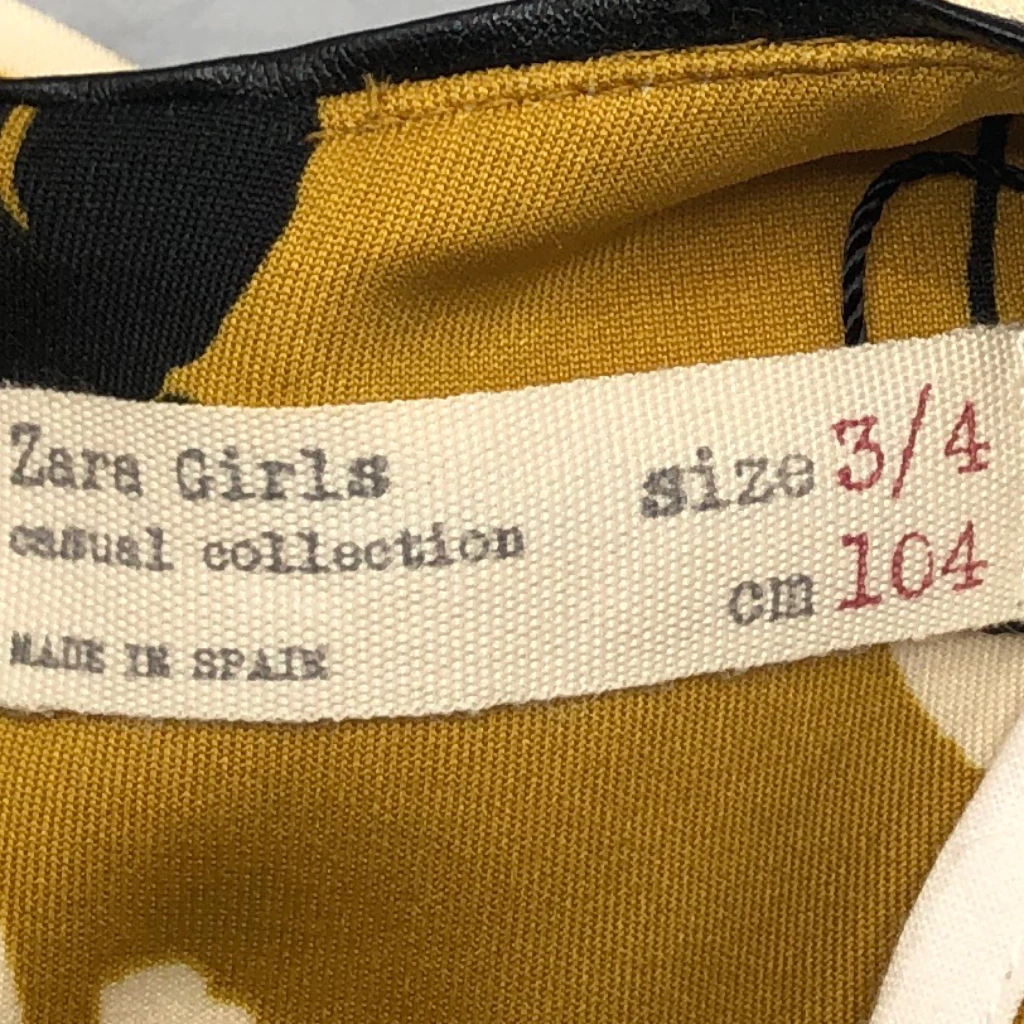 Zara Girls
casual collection
MADE IN SPAIN
size 3/4
cm 104